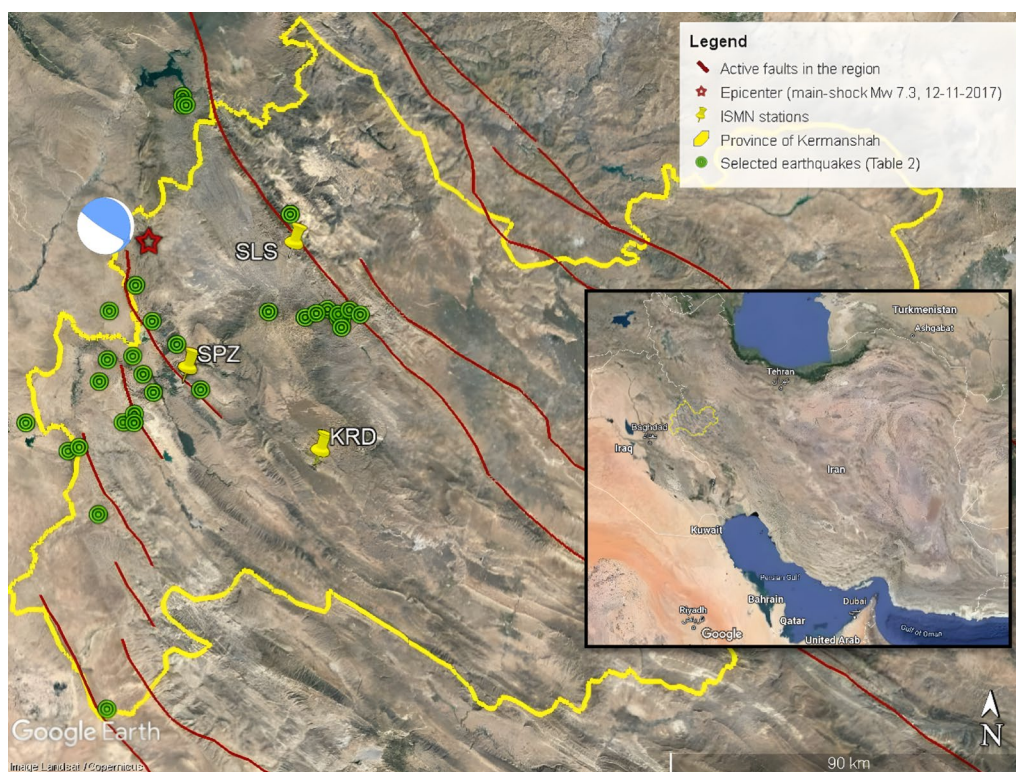 Legend
Active faults in the region
Epicenter (main-shock Mw 7.3, 12-11-2017)
ISMN stations
Province of Kermanshah
Selected earthquakes (Table 2)
SLS
SPZ
KRD
Turkmenistan
Ashgabat
Tehran
Baghdad
Iraq
Iran
Kuwait
Persian Gulf
Bahrain
Dubai
Riyadh
Qatar
Gulf of Oman
Google
United Arab
Google Earth
N
Image Landsat / Copernicus
90 km